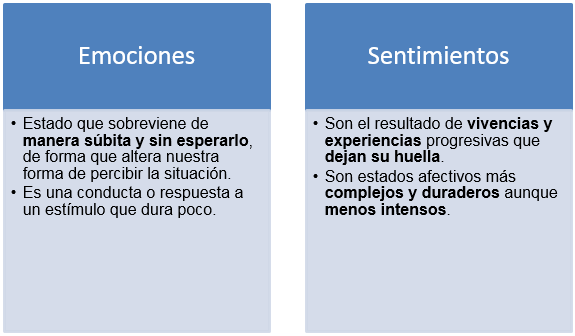 Emociones
• Estado que sobreviene de
manera súbita y sin esperarlo,
de forma que altera nuestra
forma de percibir la situación.
• Es una conducta o respuesta a
un estímulo que dura poco.
Sentimientos
• Son el resultado de vivencias y
experiencias progresivas que
dejan su huella.
• Son estados afectivos más
complejos y duraderos aunque
menos intensos.